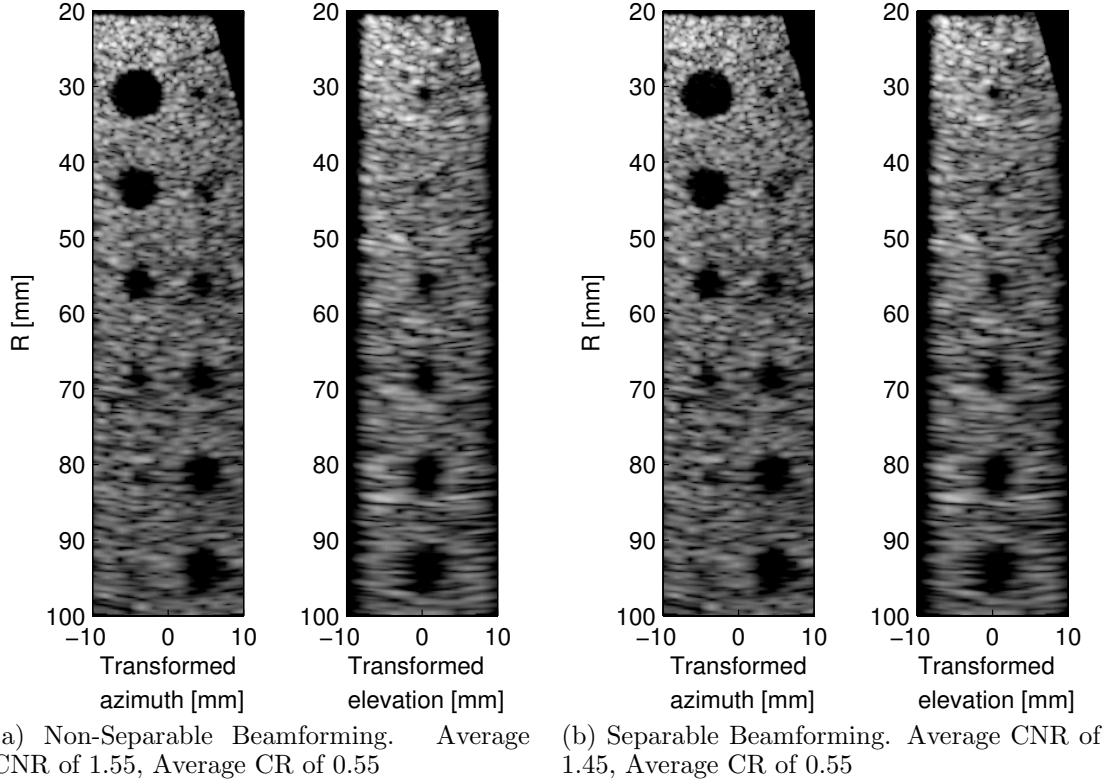 20
30
40
50
60
70
80
90
100
R [mm]
−10 0 10
Transformed
azimuth [mm]
20
30
40
50
60
70
80
90
100
−10 0 10
Transformed
elevation [mm]
a) Non-Separable Beamforming. Average
CNR of 1.55, Average CR of 0.55
20
30
40
50
60
70
80
90
100
R [mm]
−10 0 10
Transformed
azimuth [mm]
20
30
40
50
60
70
80
90
100
−10 0 10
Transformed
elevation [mm]
(b) Separable Beamforming. Average CNR of
1.45, Average CR of 0.55